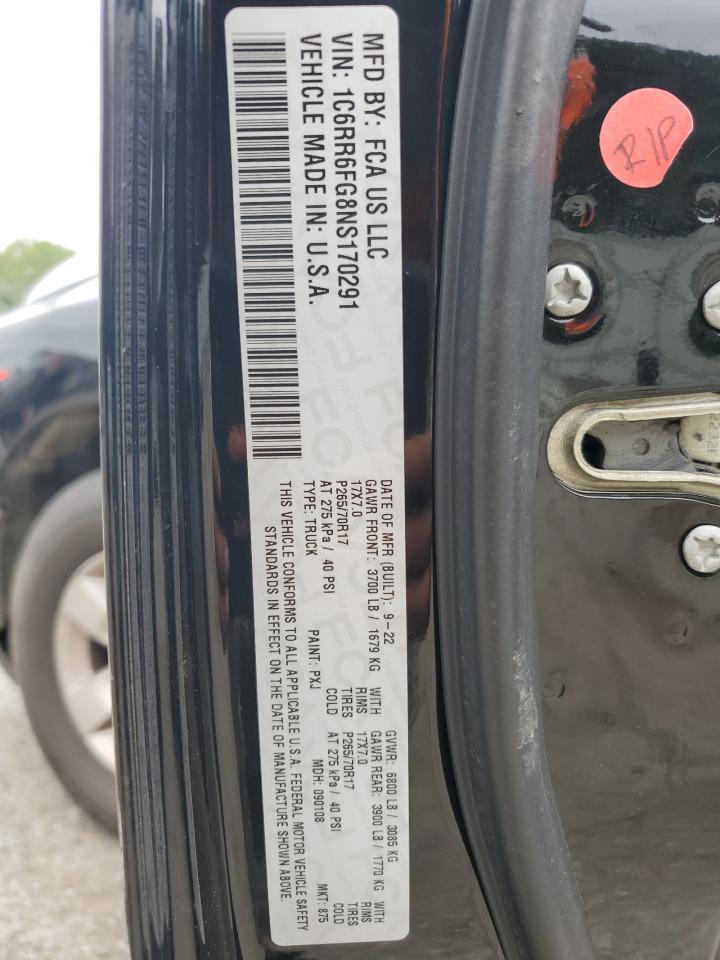 MFD BY: FCA US LLC
VIN: 1C6RR6FG8NS170291
VEHICLE MADE IN: U.S.A.
DATE OF MFR (BUILT): 9-22 GVWR: 6800 LB / 3085 KG
GAWR FRONT: 3700 LB / 1679 KG WITH GAWR REAR: 3900 LB / 1770 KG WITH
17X7.0 RIMS 17X7.0 RIMS
P265/70R17 TIRES P265/70R17 TIRES
AT 275 kPa / 40 PSI COLD AT 275 kPa / 40 PSI COLD
TYPE: TRUCK PAINT: PXJ MDH: 090108 MKT: 875
THIS VEHICLE CONFORMS TO ALL APPLICABLE U.S.A. FEDERAL MOTOR VEHICLE SAFETY
STANDARDS IN EFFECT ON THE DATE OF MANUFACTURE SHOWN ABOVE.
RIP